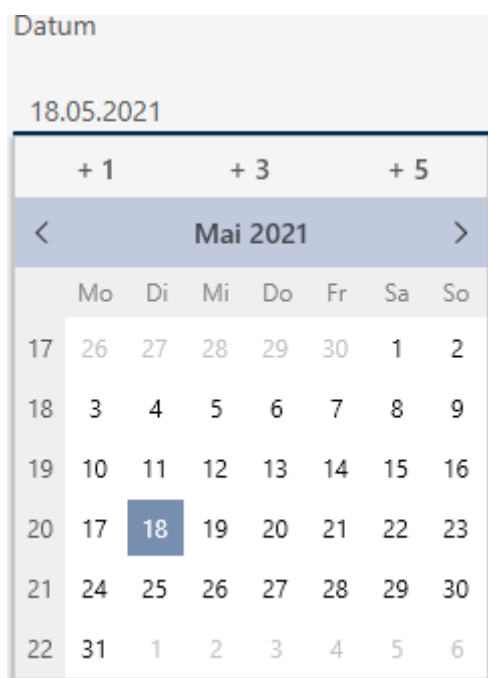 Datum
18.05.2021
+ 1 + 3 + 5
< Mai 2021 >
Mo Di Mi Do Fr Sa So
17 26 27 28 29 30 1 2
18 3 4 5 6 7 8 9
19 10 11 12 13 14 15 16
20 17 18 19 20 21 22 23
21 24 25 26 27 28 29 30
22 31 1 2 3 4 5 6